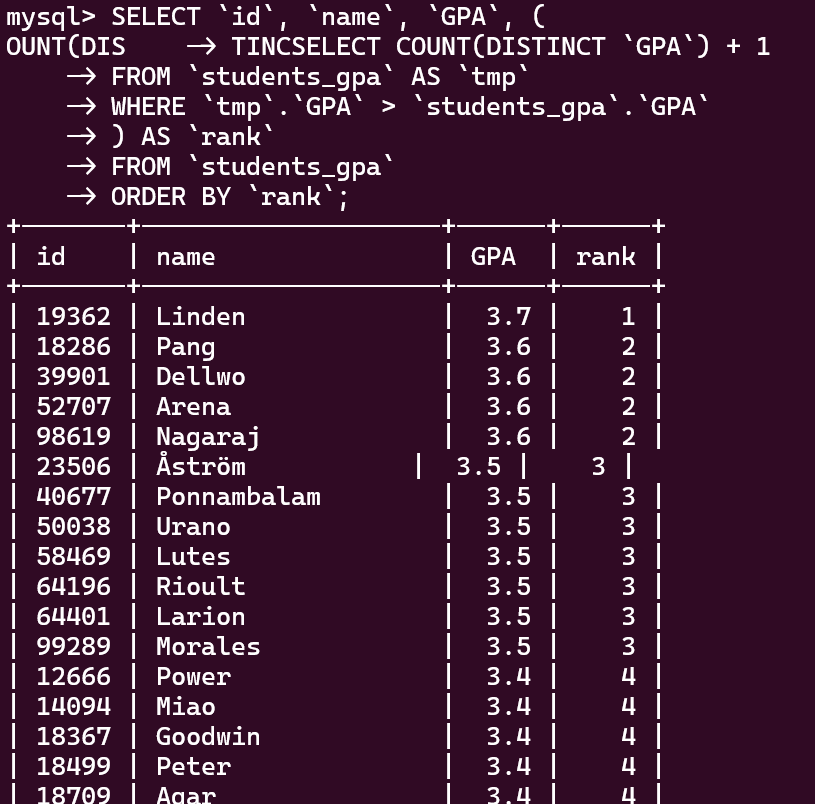 mysql> SELECT `id`, `name`, `GPA`, (
OUNT(DIS    -> TINCSELECT COUNT(DISTINCT `GPA`) + 1
    -> FROM `students_gpa` AS `tmp`
    -> WHERE `tmp`.`GPA` > `students_gpa`.`GPA`
    -> ) AS `rank`
    -> FROM `students_gpa`
    -> ORDER BY `rank`;
+-------+--------------------+------+------+
| id    | name               | GPA  | rank |
+-------+--------------------+------+------+
| 19362 | Linden             |  3.7 |    1 |
| 18286 | Pang               |  3.6 |    2 |
| 39901 | Dellwo             |  3.6 |    2 |
| 52707 | Arena              |  3.6 |    2 |
| 98619 | Nagaraj            |  3.6 |    2 |
| 23506 | Åström           |  3.5 |    3 |
| 40677 | Ponnambalam        |  3.5 |    3 |
| 50038 | Urano              |  3.5 |    3 |
| 58469 | Lutes              |  3.5 |    3 |
| 64196 | Rioult             |  3.5 |    3 |
| 64401 | Larion             |  3.5 |    3 |
| 99289 | Morales            |  3.5 |    3 |
| 12666 | Power              |  3.4 |    4 |
| 14094 | Miao               |  3.4 |    4 |
| 18367 | Goodwin            |  3.4 |    4 |
| 18499 | Peter              |  3.4 |    4 |
| 18709 | Agar               |  3.4 |    4 |